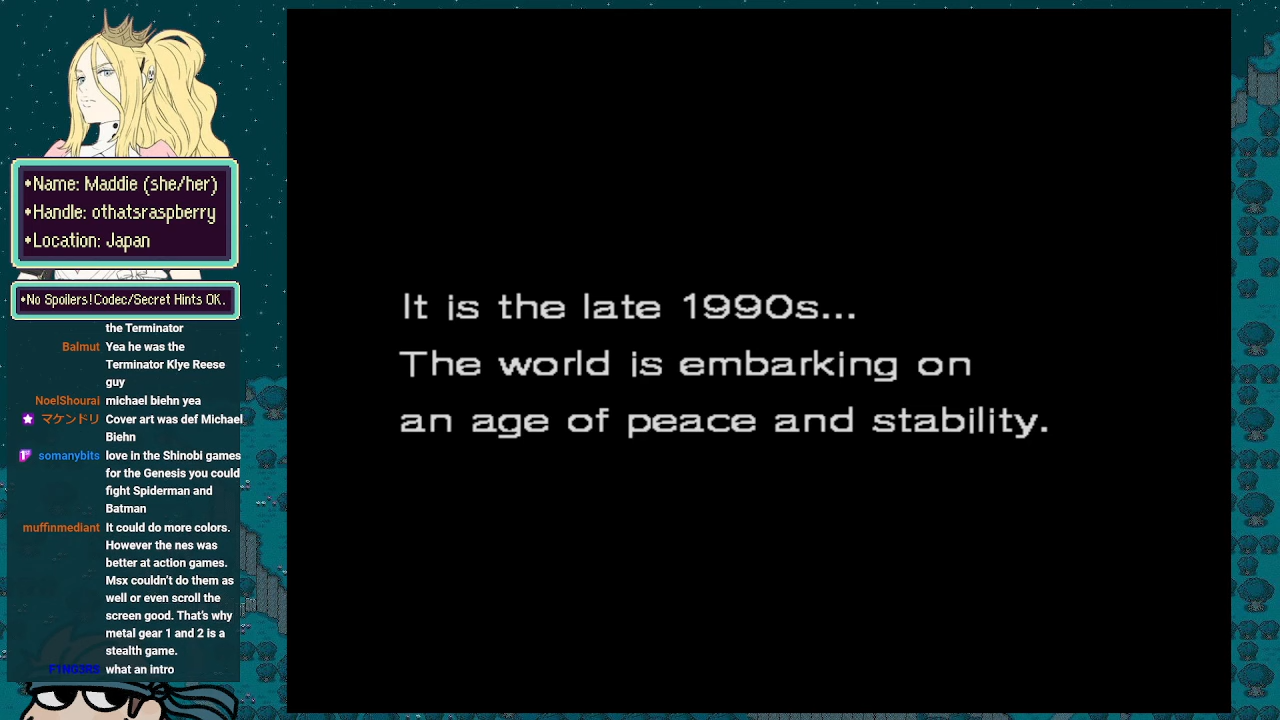 •Name: Maddie (she/her)
•Handle: othatsraspberry
•Location: Japan
•No Spoilers!Codec/Secret Hints OK.
the Terminator
Balmut Yea he was the
Terminator Klye Reese
guy
NoelShoural michael biehn yea
マケンドリ Cover art was def Michael
Biehn
somanybits love in the Shinobi games
for the Genesis you could
fight Spiderman and
Batman
muffinmediant It could do more colors.
However the nes was
better at action games.
Msx couldn't do them as
well or even scroll the
screen good. That's why
metal gear 1 and 2 is a
stealth game.
F1NG3RS what an intro
It is the late 1990s...
The world is embarking on
an age of peace and stability.